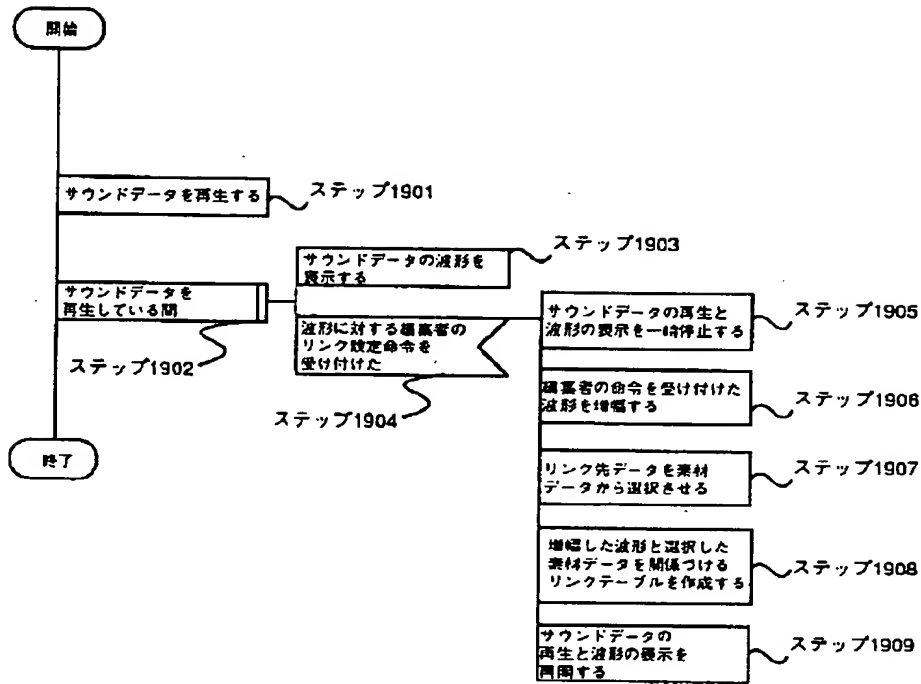 開始
サウンドデータを再生する
ステップ1901
サウンドデータを
再生している間
ステップ1902
サウンドデータの波形を
表示する
ステップ1903
波形に対する編集者の
リンク設定命令を
受け付けた
ステップ1904
サウンドデータの再生と
波形の表示を一時停止する
ステップ1905
編集者の命令を受け付けた
波形を増幅する
ステップ1906
リンク先データを素材
データから選択させる
ステップ1907
増幅した波形と選択した
素材データを関係づける
リンクテーブルを作成する
ステップ1908
サウンドデータの
再生と波形の表示を
再開する
ステップ1909
終了